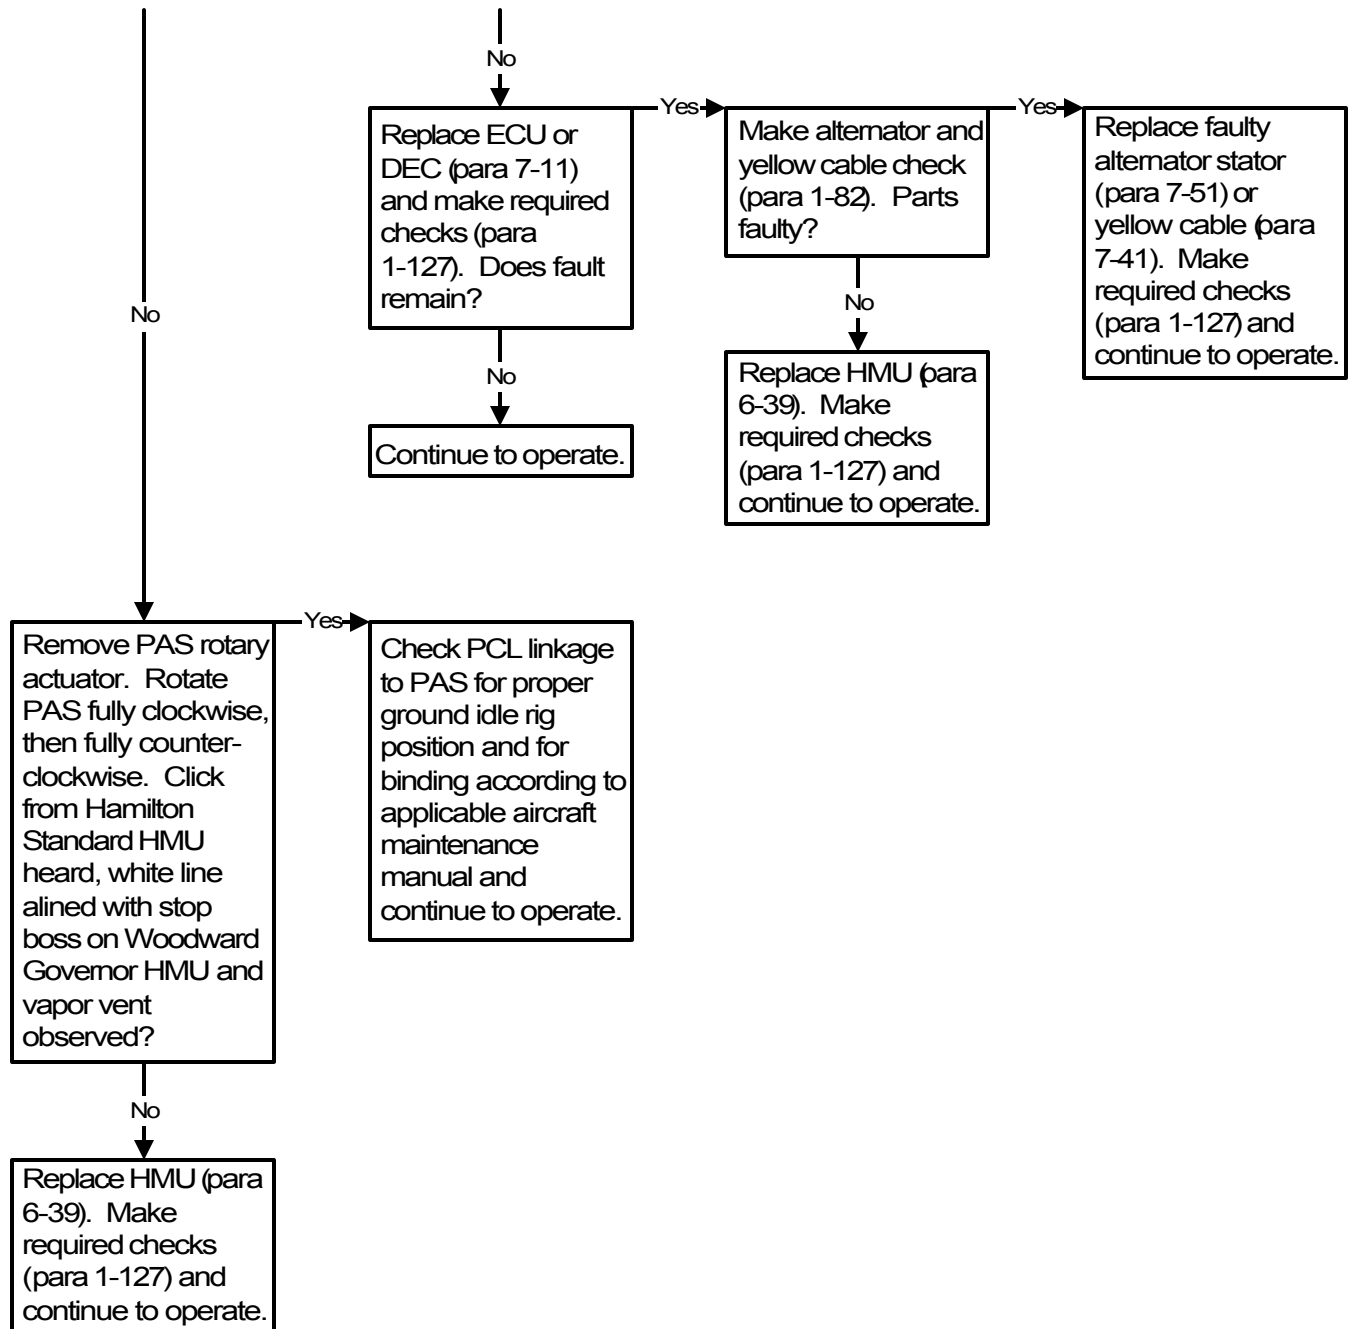 No
Replace ECU or
DEC (para 7-11)
and make required
checks (para
1-127).  Does fault
remain?
Yes
Make alternator and
yellow cable check
(para 1-82).  Parts
faulty?
Yes
Replace faulty
alternator stator
(para 7-51) or
yellow cable (para
7-41).  Make
required checks
(para 1-127) and
continue to operate.
No
No
Continue to operate.
No
Replace HMU (para
6-39).  Make
required checks
(para 1-127) and
continue to operate.
Remove PAS rotary
actuator.  Rotate
PAS fully clockwise,
then fully counter-
clockwise.  Click
from Hamilton
Standard HMU
heard, white line
alined with stop
boss on Woodward
Governor HMU and
vapor vent
observed?
Yes
Check PCL linkage
to PAS for proper
ground idle rig
position and for
binding according to
applicable aircraft
maintenance
manual and
continue to operate.
No
Replace HMU (para
6-39).  Make
required checks
(para 1-127) and
continue to operate.